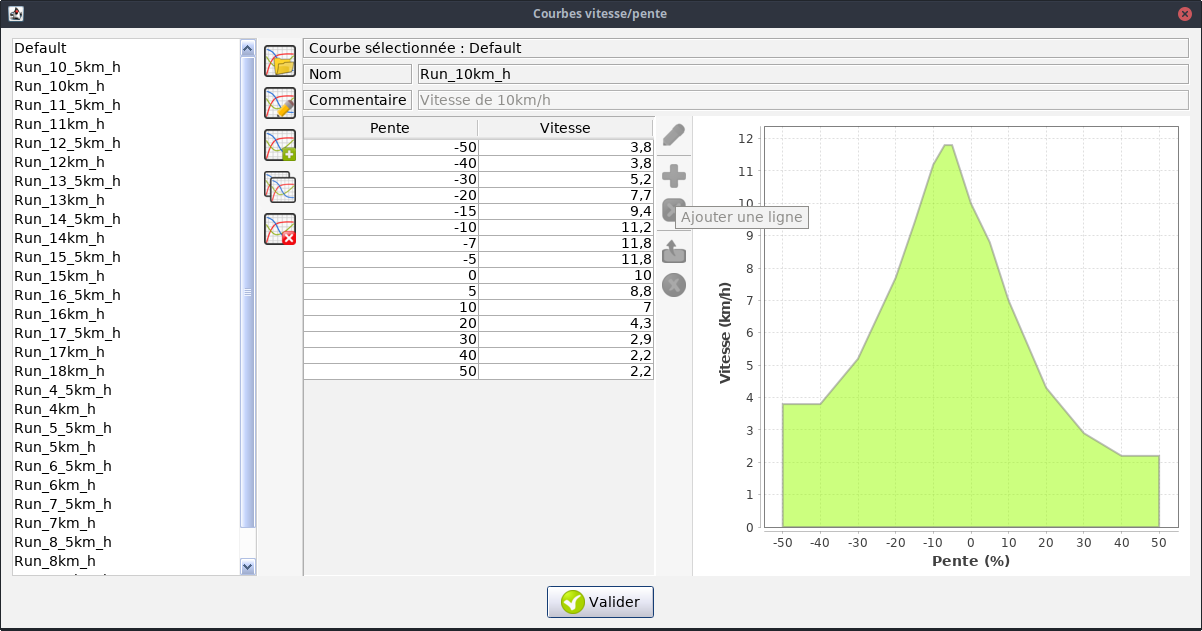 Courbes vitesse/pente
Default
Run_10_5km_h
Run_10km_h
Run_11_5km_h
Run_11km_h
Run_12_5km_h
Run_12km_h
Run_13_5km_h
Run_13km_h
Run_14_5km_h
Run_14km_h
Run_15_5km_h
Run_15km_h
Run_16_5km_h
Run_16km_h
Run_17_5km_h
Run_17km_h
Run_18km_h
Run_4_5km_h
Run_4km_h
Run_5_5km_h
Run_5km_h
Run_6_5km_h
Run_6km_h
Run_7_5km_h
Run_7km_h
Run_8_5km_h
Run_8km_h
Courbe sélectionnée : Default
Nom Run_10km_h
Commentaire Vitesse de 10km/h
Pente Vitesse
-50 3,8
-40 3,8
-30 5,2
-20 7,7
-15 9,4
-10 11,2
-7 11,8
-5 11,8
0 10
5 8,8
10 7
20 4,3
30 2,9
40 2,2
50 2,2
Ajouter une ligne
12
11
10
9
8
7
6
5
4
3
2
1
0
Vitesse (km/h)
-50 -40 -30 -20 -10 0 10 20 30 40 50
Pente (%)
Valider